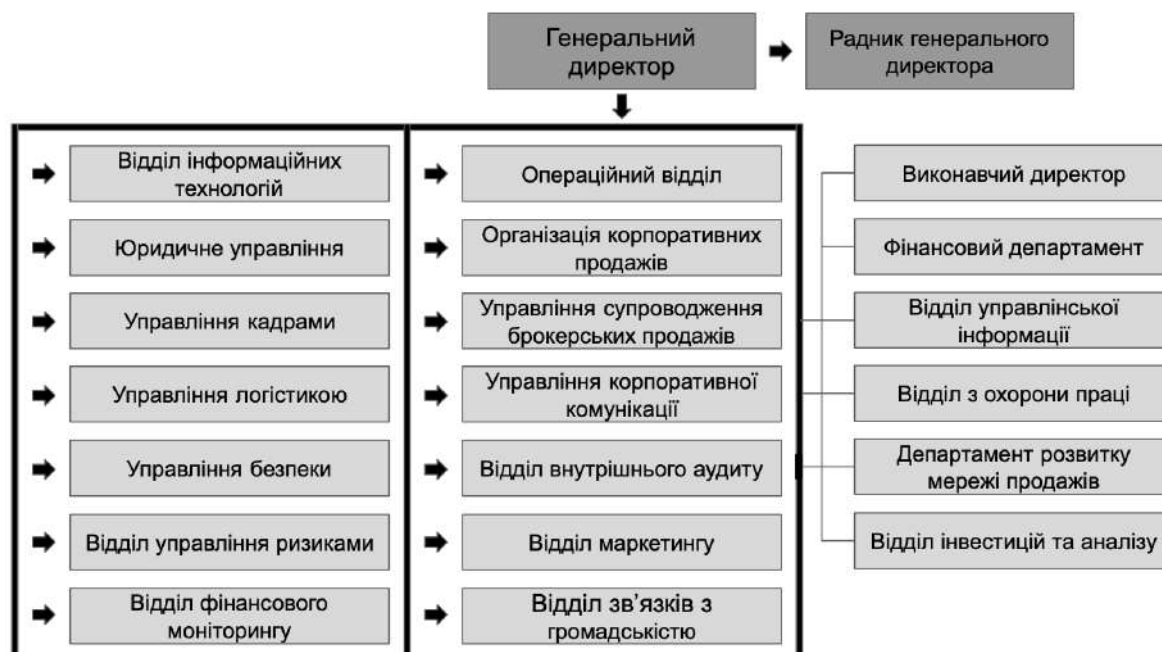 Генеральний
директор
Радник генерального
директора
Відділ інформаційних
технологій
Юридичне управління
Управління кадрами
Управління логістикою
Управління безпеки
Відділ управління ризиками
Відділ фінансового
моніторингу
Операційний відділ
Організація корпоративних
продажів
Управління супроводження
брокерських продажів
Управління корпоративної
комунікації
Відділ внутрішнього аудиту
Відділ маркетингу
Відділ зв’язків з
громадськістю
Виконавчий директор
Фінансовий департамент
Відділ управлінської
інформації
Відділ з охорони праці
Департамент розвитку
мережі продажів
Відділ інвестицій та аналізу